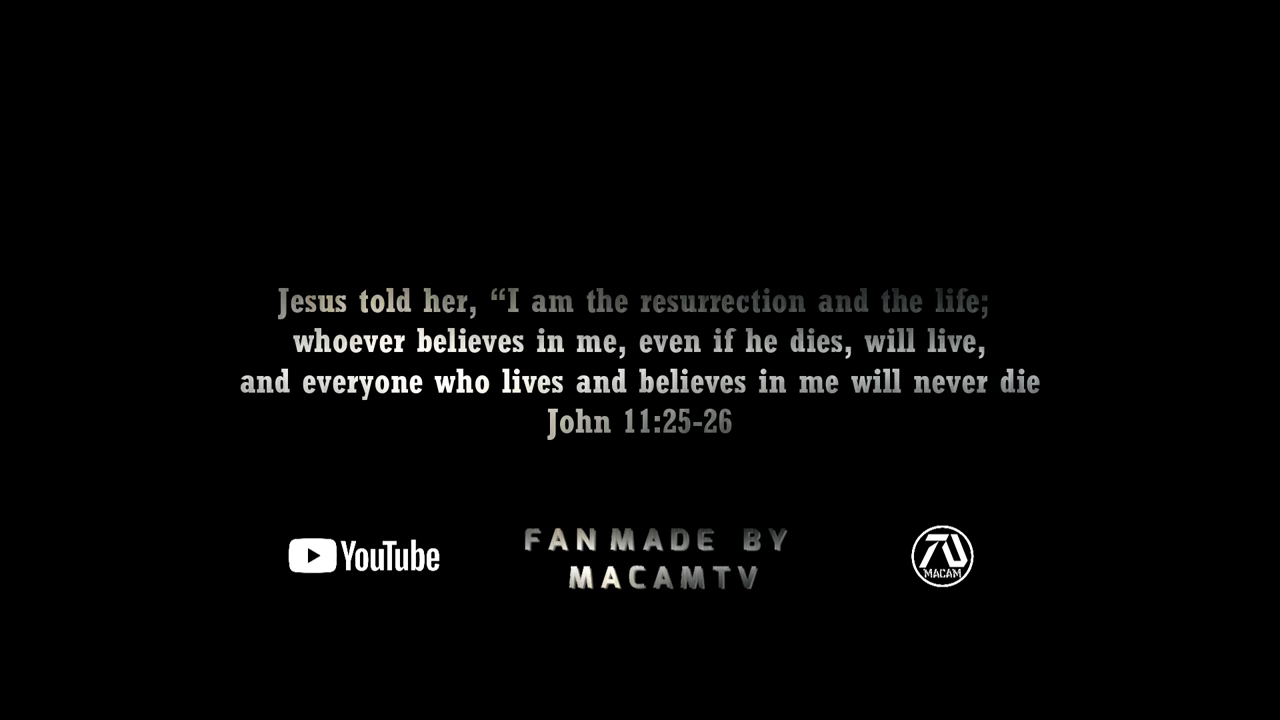 Jesus told her, “I am the resurrection and the life;
whoever believes in me, even if he dies, will live,
and everyone who lives and believes in me will never die
John 11:25-26
YouTube
FANMADE BY
MACAMTV
MACAM